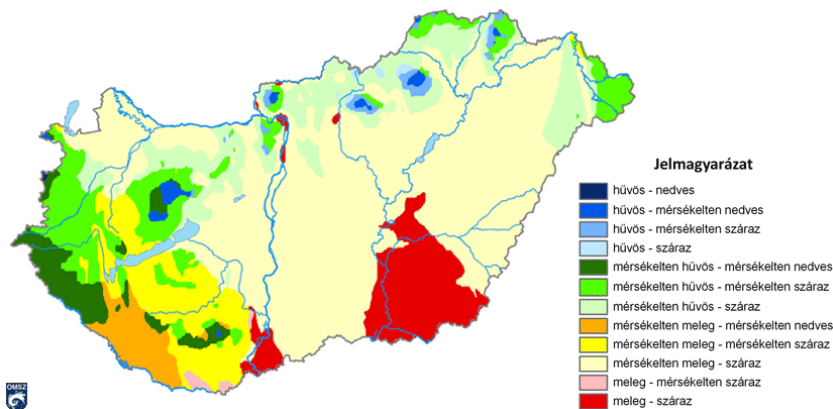 Jelmagyarázat
hűvös - nedves
hűvös - mérsékelten nedves
hűvös - mérsékelten száraz
hűvös - száraz
mérsékelten hűvös - mérsékelten nedves
mérsékelten hűvös - mérsékelten száraz
mérsékelten hűvös - száraz
mérsékelten meleg - mérsékelten nedves
mérsékelten meleg - mérsékelten száraz
mérsékelten meleg - száraz
meleg - mérsékelten száraz
meleg - száraz
OMSZ